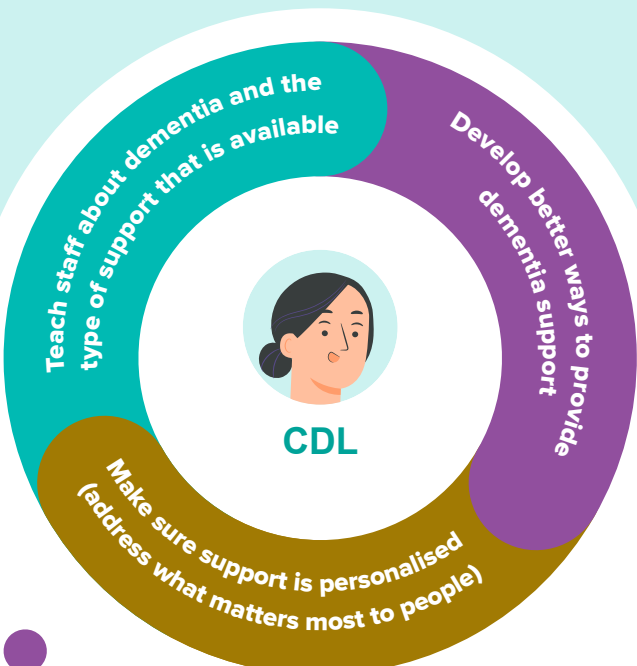 Teach staff about dementia and the
type of support that is available
Develop better ways to provide
dementia support
Make sure support is personalised
(address what matters most to people)
CDL